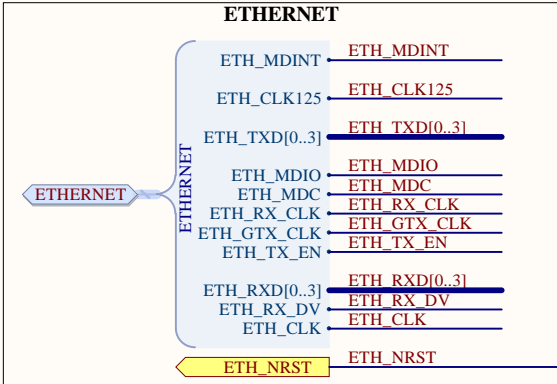 ETHERNET
ETH_MDINT ETH_MDINT
ETH_CLK125 ETH_CLK125
ETH_TXD[0..3] ETH_TXD[0..3]
ETH_MDIO ETH_MDIO
ETH_MDC ETH_MDC
ETHERNET
ETHERNET
ETH_RX_CLK ETH_RX_CLK
ETH_GTX_CLK ETH_GTX_CLK
ETH_TX_EN ETH_TX_EN
ETH_RXD[0..3] ETH_RXD[0..3]
ETH_RX_DV ETH_RX_DV
ETH_CLK ETH_CLK
ETH_NRST ETH_NRST